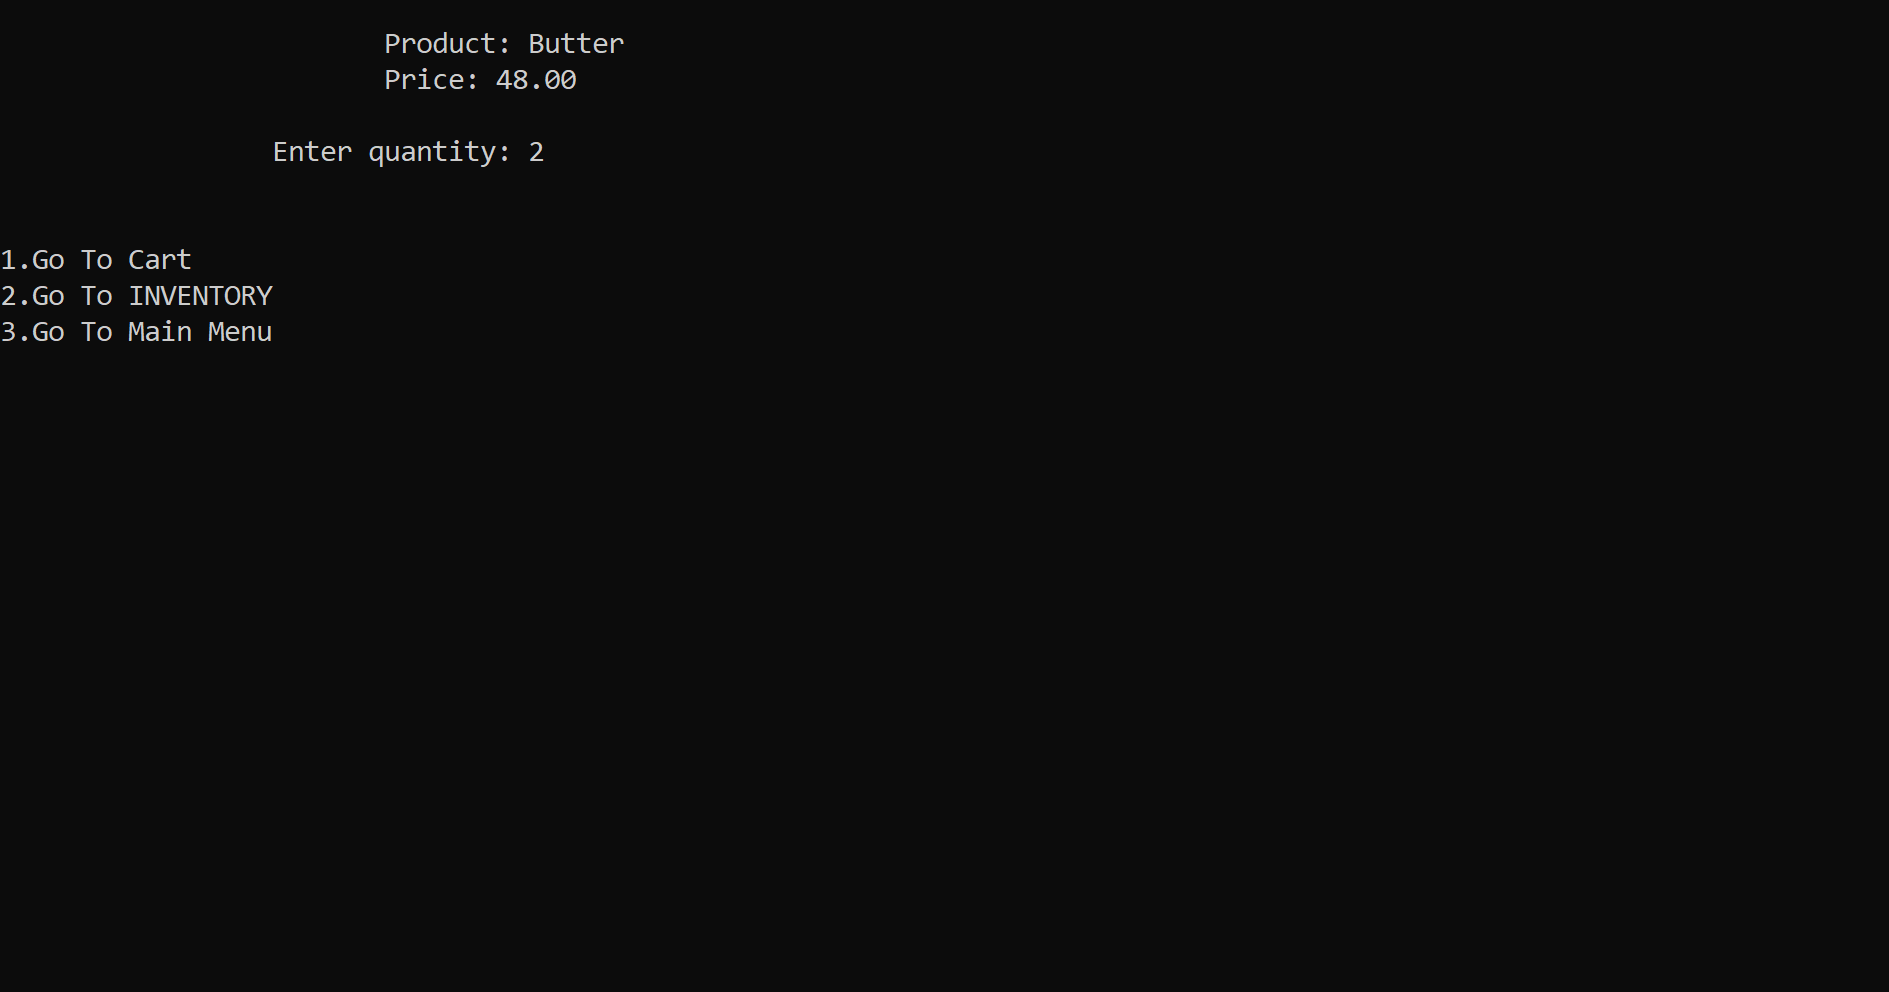 Product: Butter
Price: 48.00
Enter quantity: 2
1.Go To Cart
2.Go To INVENTORY
3.Go To Main Menu